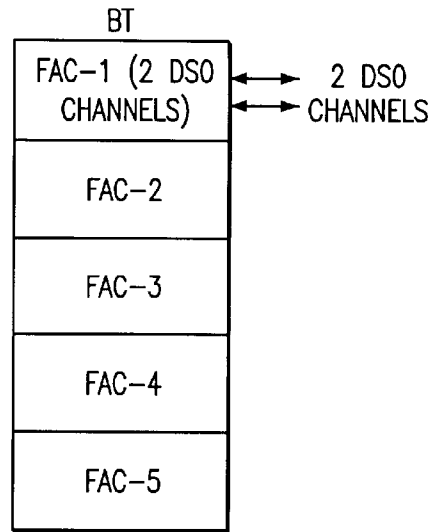 BT
FAC-1 (2 DS0
CHANNELS)
2 DS0
CHANNELS
FAC-2
FAC-3
FAC-4
FAC-5